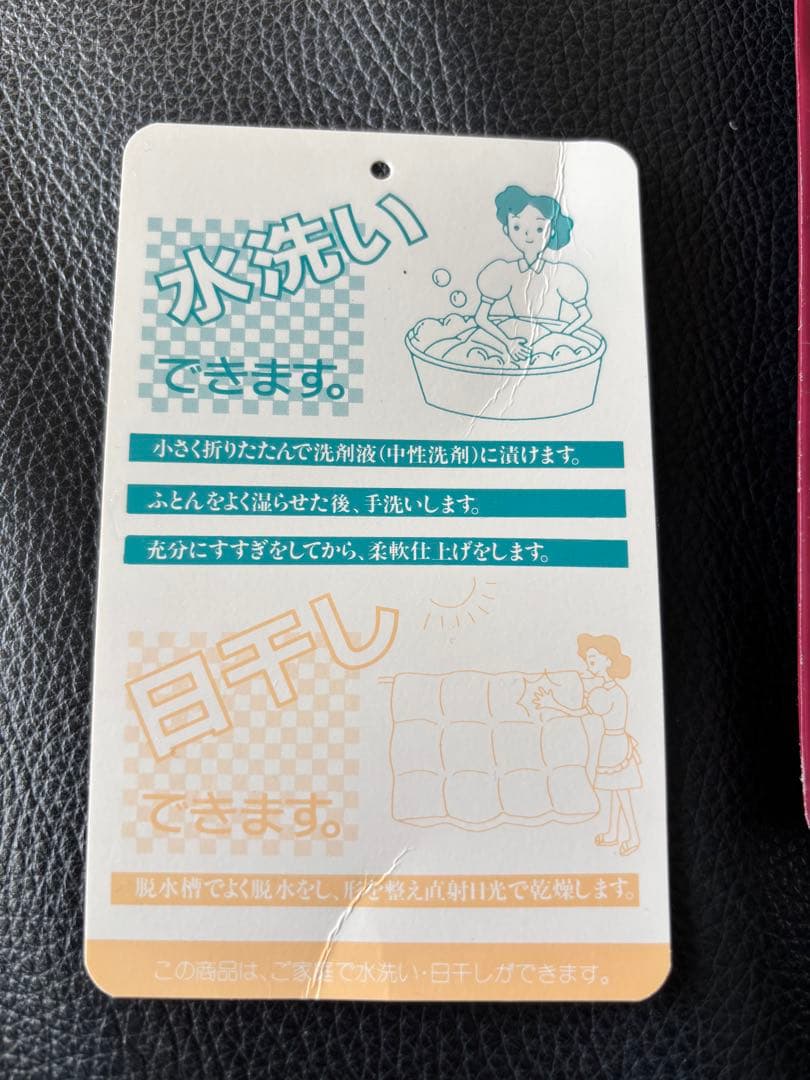 水洗い
できます。
小さく折りたたんで洗剤液(中性洗剤)に漬けます。
ふとんをよく湿らせた後、手洗いします。
充分にすすぎをしてから、柔軟仕上げをします。
日干し
できます。
脱水槽でよく脱水をし、形を整え直射日光で乾燥します。
この商品は、ご家庭で水洗い・日干しができます。